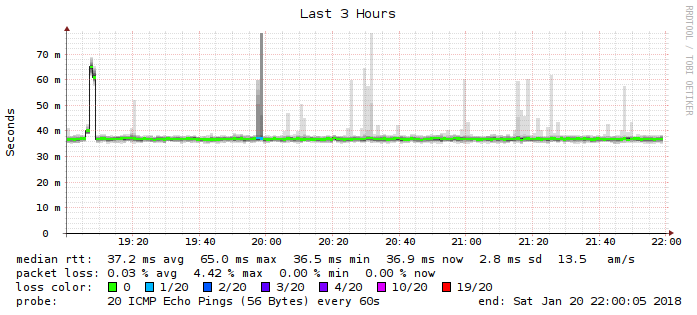 Last 3 Hours
RRDTOOL / TOBI OETIKER
Seconds
70 m
60 m
50 m
40 m
30 m
20 m
10 m
0
19:20 19:40 20:00 20:20 20:40 21:00 21:20 21:40 22:00
median rtt: 37.2 ms avg 65.0 ms max 36.5 ms min 36.9 ms now 2.8 ms sd 13.5 am/s
packet loss: 0.03 % avg 4.42 % max 0.00 % min 0.00 % now
loss color: 0 1/20 2/20 3/20 4/20 10/20 19/20
probe: 20 ICMP Echo Pings (56 Bytes) every 60s end: Sat Jan 20 22:00:05 2018